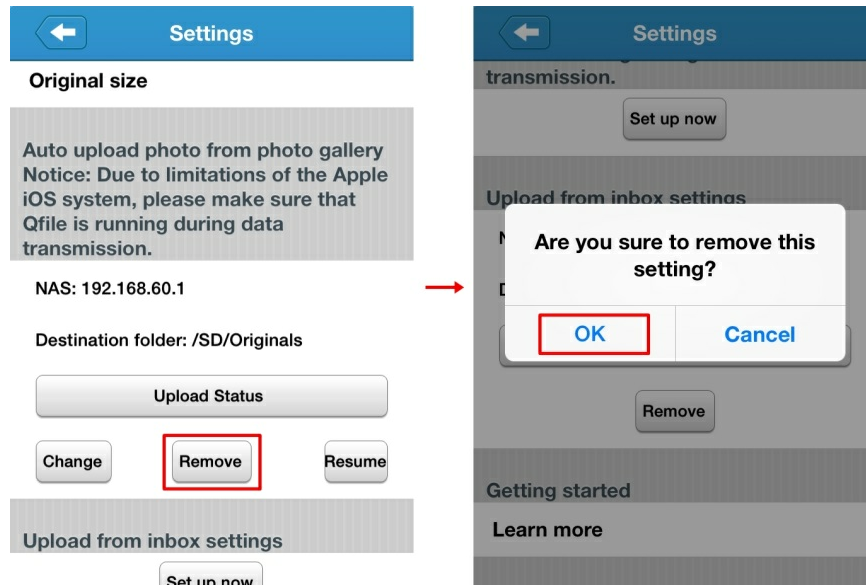 Settings
Original size
Auto upload photo from photo gallery
Notice: Due to limitations of the Apple
iOS system, please make sure that
Qfile is running during data
transmission.
NAS: 192.168.60.1
Destination folder: /SD/Originals
Upload Status
Change Remove Resume
Upload from inbox settings
Set up now
Settings
transmission.
Set up now
Upload from inbox settings
Are you sure to remove this
setting?
OK Cancel
Remove
Getting started
Learn more